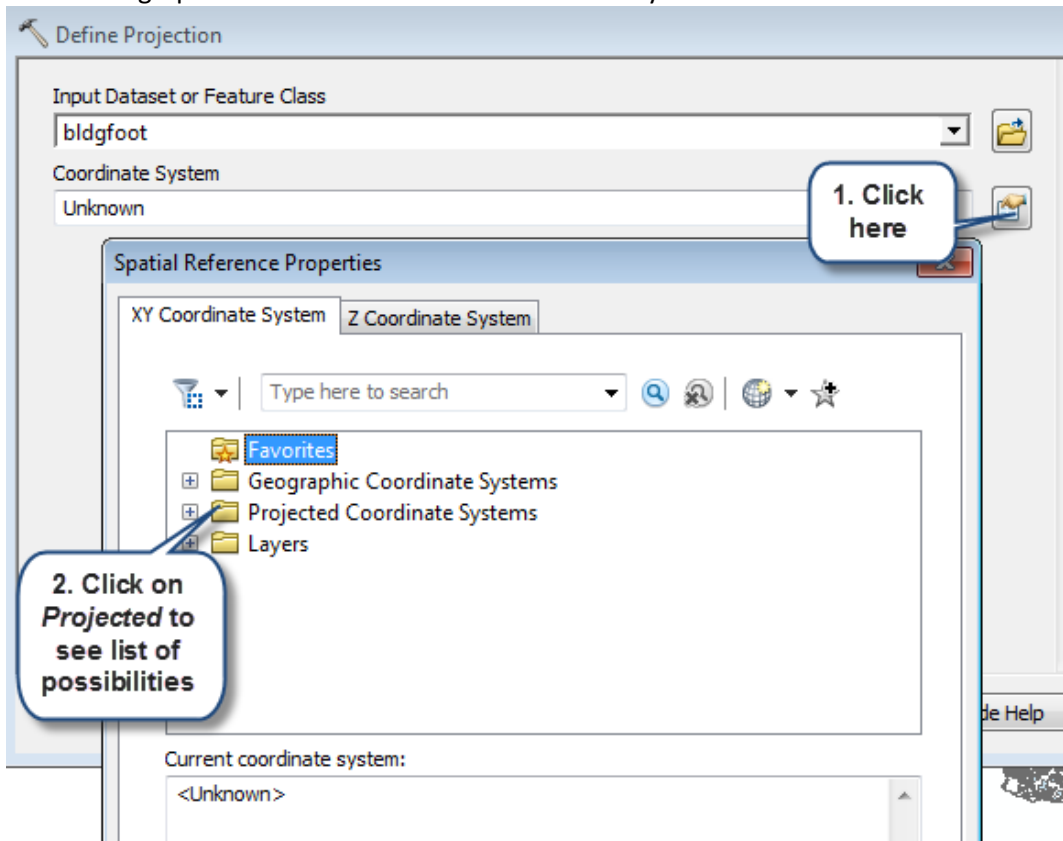 Define Projection
Input Dataset or Feature Class
bldgfoot
Coordinate System
Unknown
1. Click
here
Spatial Reference Properties
XY Coordinate System
Z Coordinate System
Type here to search
Favorites
Geographic Coordinate Systems
Projected Coordinate Systems
Layers
2. Click on
Projected to
see list of
possibilities
de Help
Current coordinate system:
<Unknown>